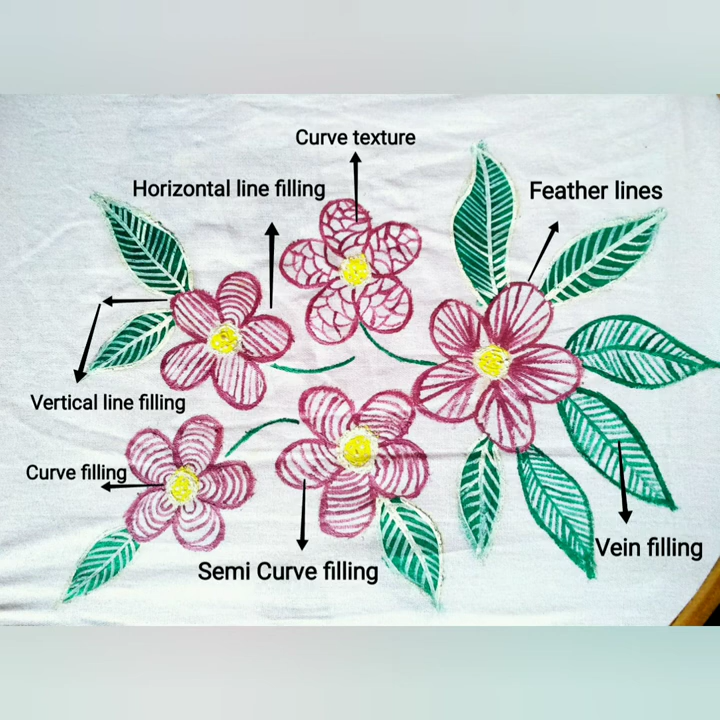 Curve texture
Horizontal line filling
Feather lines
Vertical line filling
Curve filling
Semi Curve filling
Vein filling